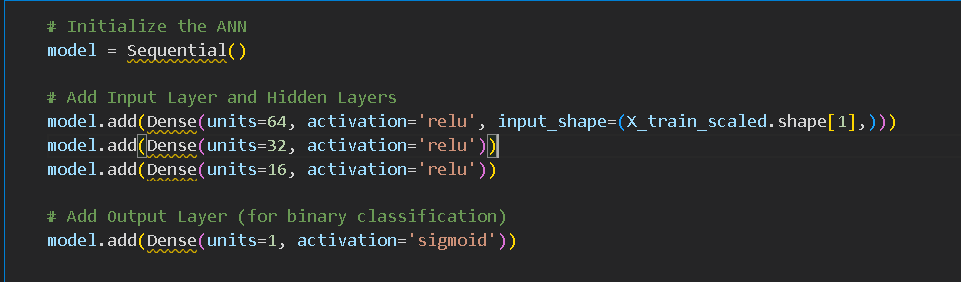 # Initialize the ANN
model = Sequential()
# Add Input Layer and Hidden Layers
model.add(Dense(units=64, activation='relu', input_shape=(X_train_scaled.shape[1],)))
model.add(Dense(units=32, activation='relu'))
model.add(Dense(units=16, activation='relu'))
# Add Output Layer (for binary classification)
model.add(Dense(units=1, activation='sigmoid'))